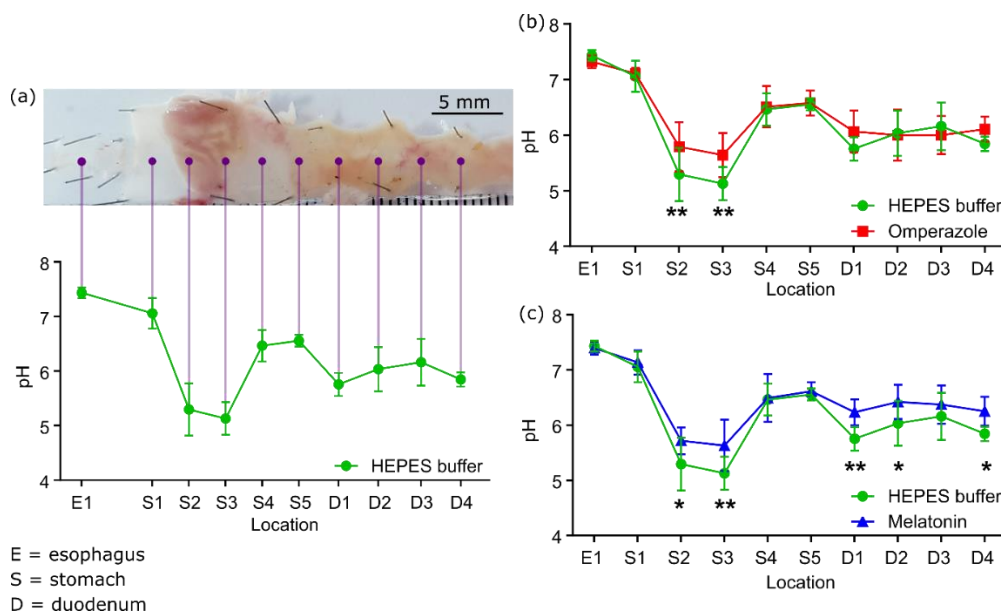 (a)
5 mm
8
7
6
5
4
pH
E1 S1 S2 S3 S4 S5 D1 D2 D3 D4
Location
HEPES buffer
E = esophagus
S = stomach
D = duodenum
(b)
8
7
6
5
4
pH
** **
HEPES buffer
Omperazole
E1 S1 S2 S3 S4 S5 D1 D2 D3 D4
Location
(c)
8
7
6
5
4
pH
* ** ** * *
HEPES buffer
Melatonin
E1 S1 S2 S3 S4 S5 D1 D2 D3 D4
Location